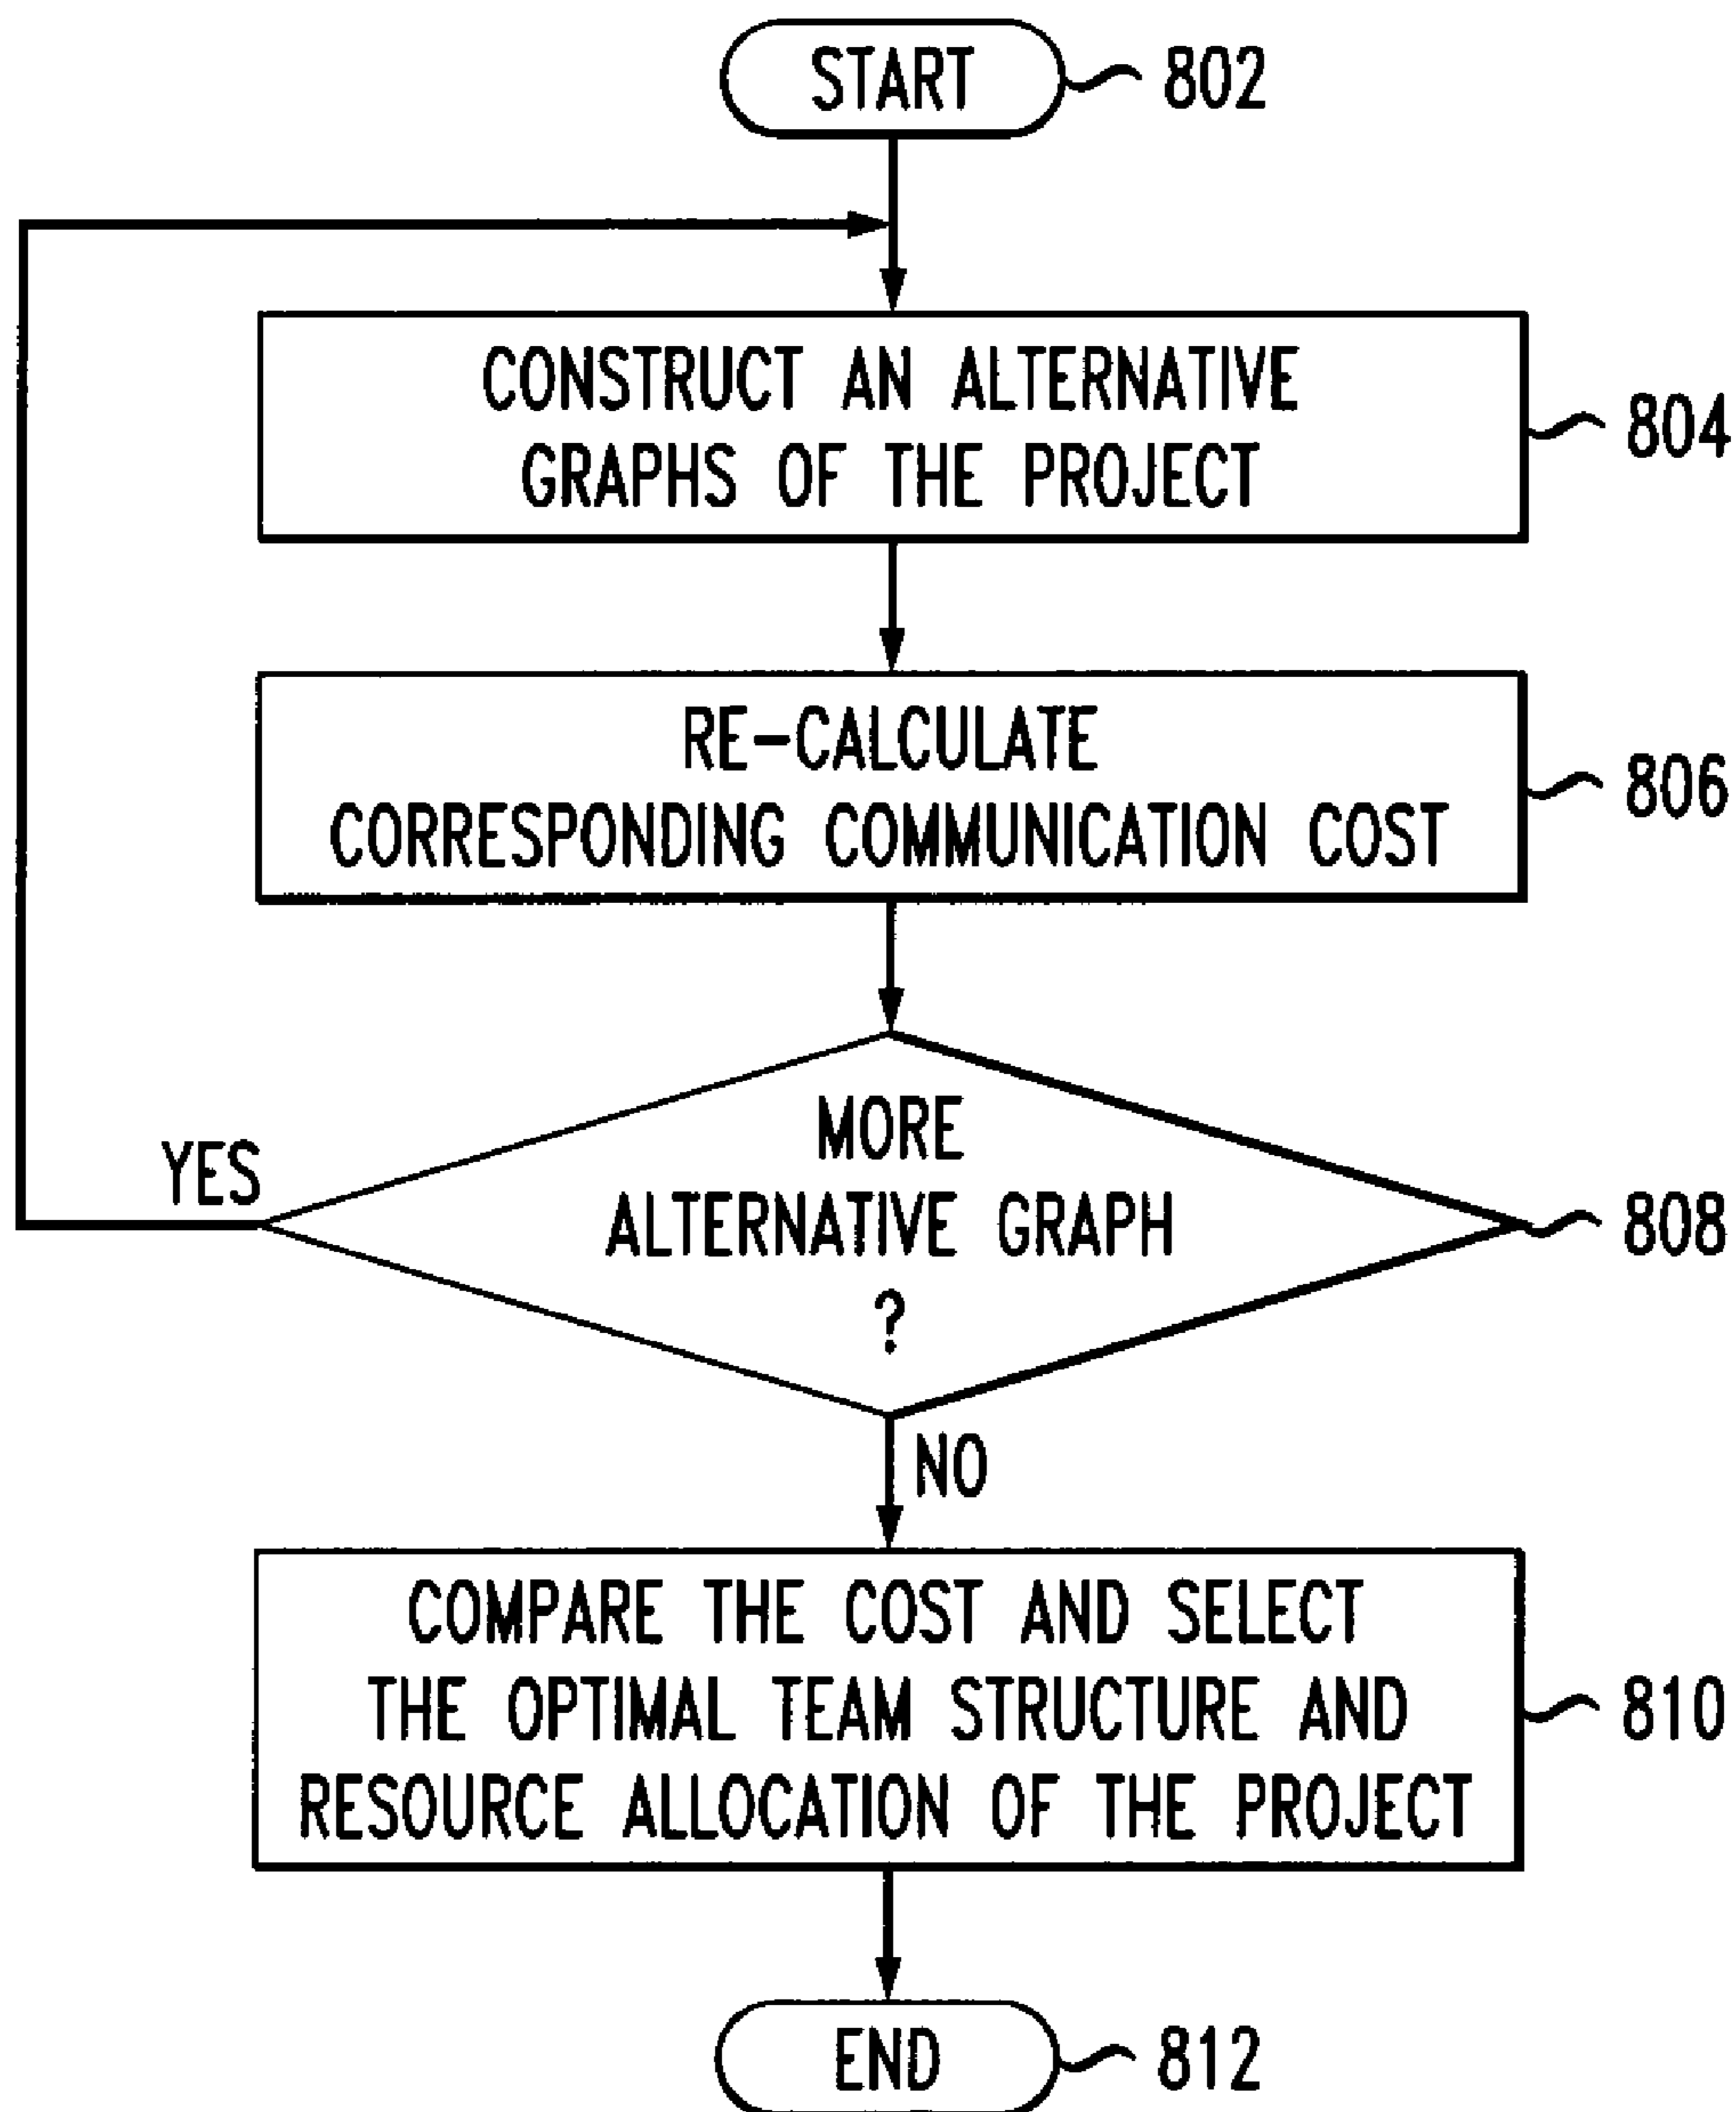 START
802
CONSTRUCT AN ALTERNATIVE
GRAPHS OF THE PROJECT
804
RE-CALCULATE
CORRESPONDING COMMUNICATION COST
806
MORE
ALTERNATIVE GRAPH
?
808
YES
NO
COMPARE THE COST AND SELECT
THE OPTIMAL TEAM STRUCTURE AND
RESOURCE ALLOCATION OF THE PROJECT
810
END
812